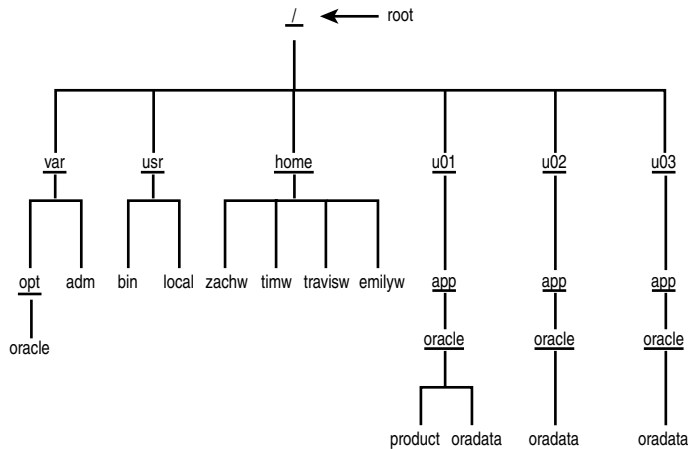 / root
var usr home u01 u02 u03
opt adm bin local zachw timw travisw emilyw app app app
oracle oracle oracle oracle
product oradata oradata oradata